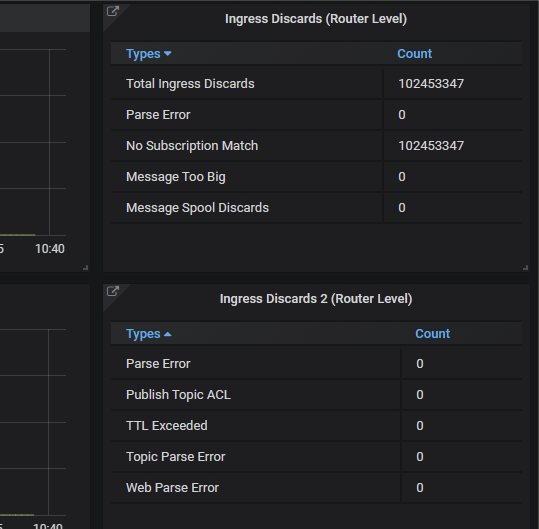 Ingress Discards (Router Level)
Types Count
Total Ingress Discards 102453347
Parse Error 0
No Subscription Match 102453347
Message Too Big 0
Message Spool Discards 0
5 10:40
Ingress Discards 2 (Router Level)
Types Count
Parse Error 0
Publish Topic ACL 0
TTL Exceeded 0
Topic Parse Error 0
Web Parse Error 0
5 10:40